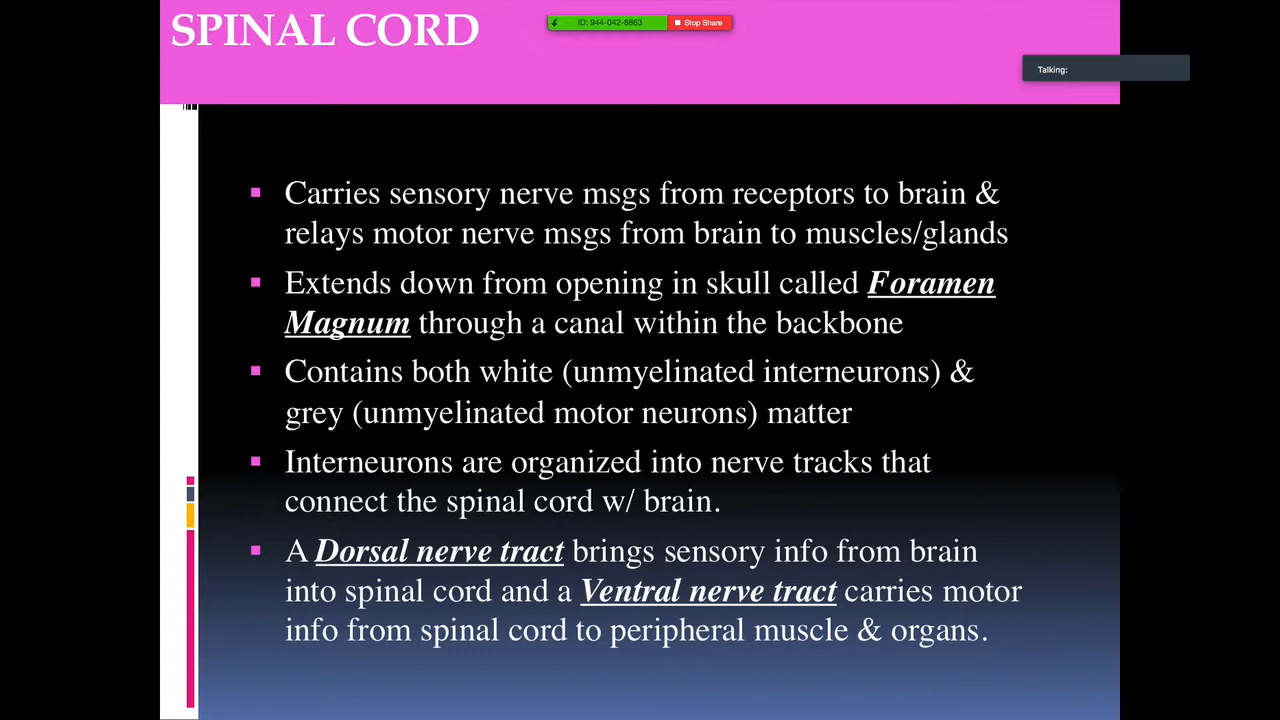 SPINAL CORD
ID: 944-042-8863
Stop Share
Talking:
Carries sensory nerve msgs from receptors to brain &
relays motor nerve msgs from brain to muscles/glands
Extends down from opening in skull called Foramen
Magnum through a canal within the backbone
Contains both white (unmyelinated interneurons) &
grey (unmyelinated motor neurons) matter
Interneurons are organized into nerve tracks that
connect the spinal cord w/ brain.
A Dorsal nerve tract brings sensory info from brain
into spinal cord and a Ventral nerve tract carries motor
info from spinal cord to peripheral muscle & organs.